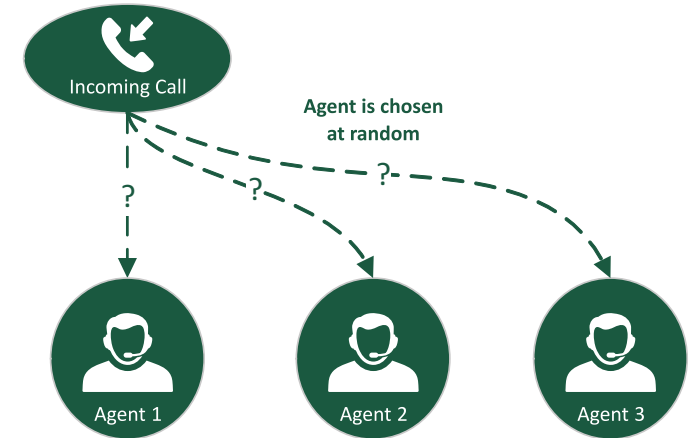 Incoming Call
Agent is chosen
at random
?
?
?
Agent 1
Agent 2
Agent 3